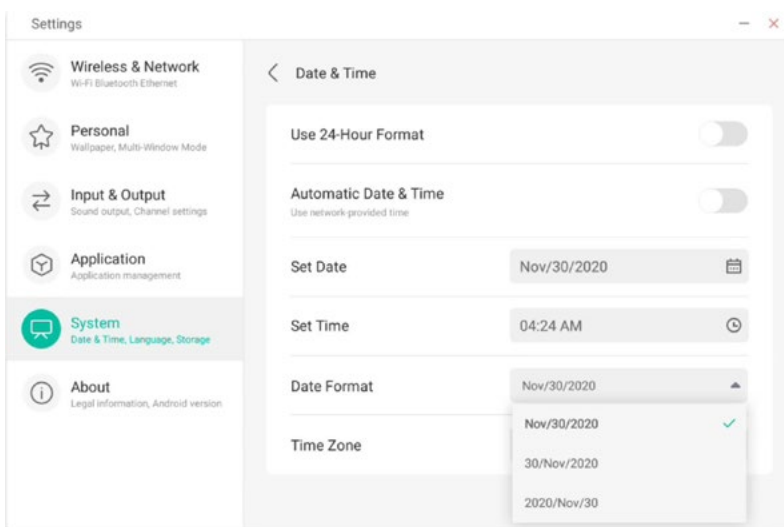 Settings
Wireless & Network
Wi-Fi Bluetooth Ethernet
Personal
Wallpaper, Multi-Window Mode
Input & Output
Sound output, Channel settings
Application
Application management
System
Date & Time, Language, Storage
About
Legal information, Android version
Date & Time
Use 24-Hour Format
Automatic Date & Time
Use network-provided time
Set Date
Nov/30/2020
Set Time
04:24 AM
Date Format
Nov/30/2020
Nov/30/2020
30/Nov/2020
2020/Nov/30
Time Zone